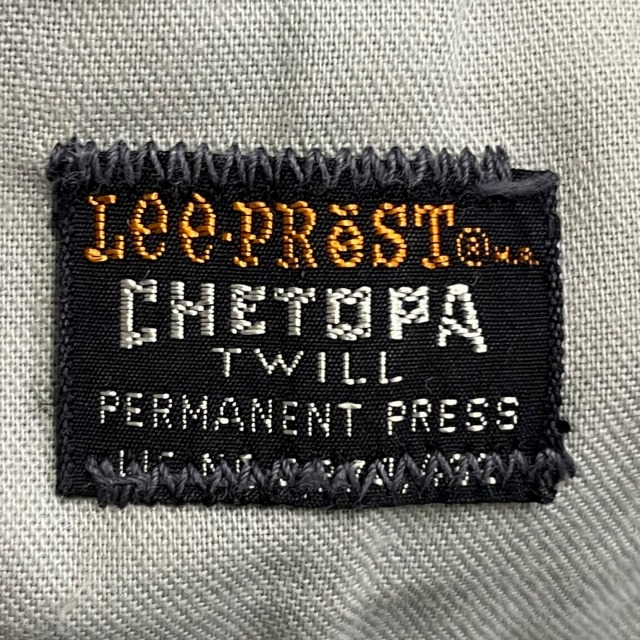 Lee·PRëST® M.R.
CHETOPA
TWILL
PERMANENT PRESS